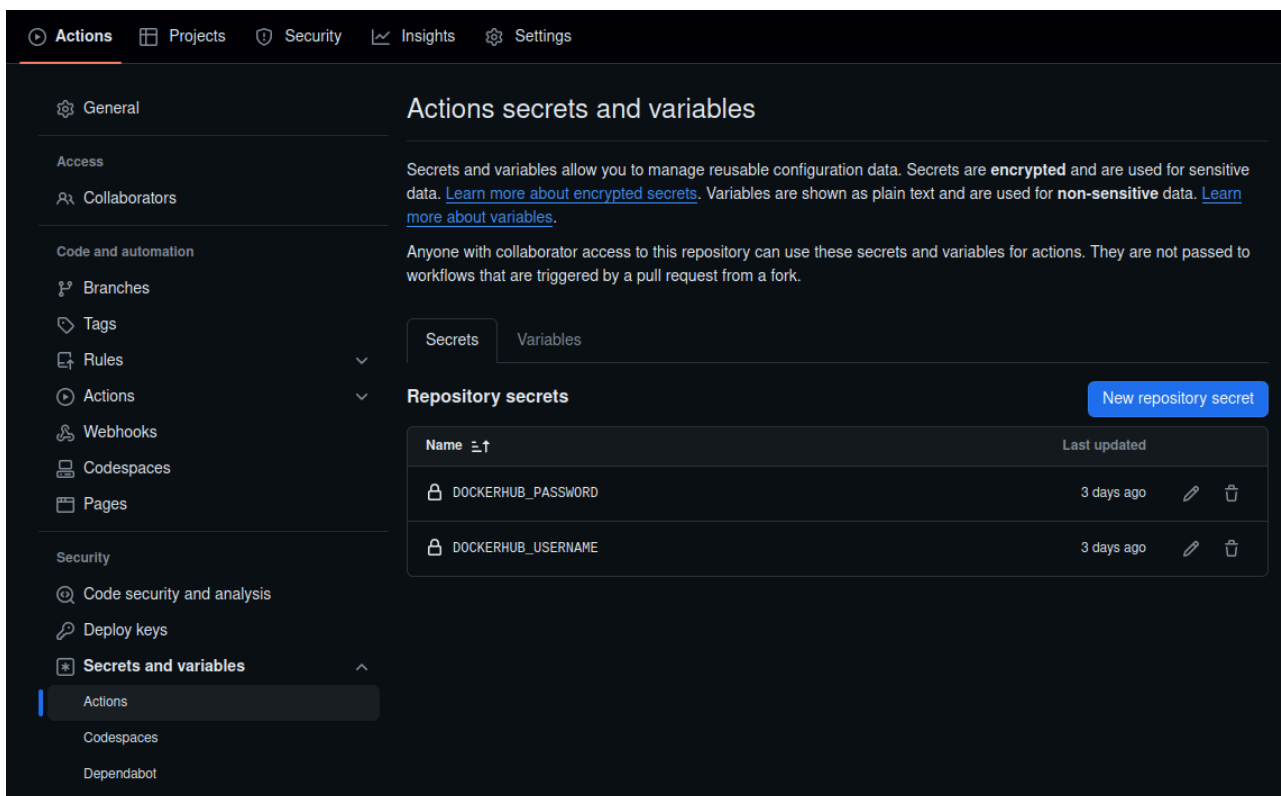 Actions Projects Security Insights Settings
General
Access
Collaborators
Code and automation
Branches
Tags
Rules
Actions
Webhooks
Codespaces
Pages
Security
Code security and analysis
Deploy keys
Secrets and variables
Actions
Codespaces
Dependabot
Actions secrets and variables
Secrets and variables allow you to manage reusable configuration data. Secrets are encrypted and are used for sensitive
data. Learn more about encrypted secrets. Variables are shown as plain text and are used for non-sensitive data. Learn
more about variables.
Anyone with collaborator access to this repository can use these secrets and variables for actions. They are not passed to
workflows that are triggered by a pull request from a fork.
Secrets Variables
Repository secrets New repository secret
Name Last updated
DOCKERHUB_PASSWORD 3 days ago
DOCKERHUB_USERNAME 3 days ago